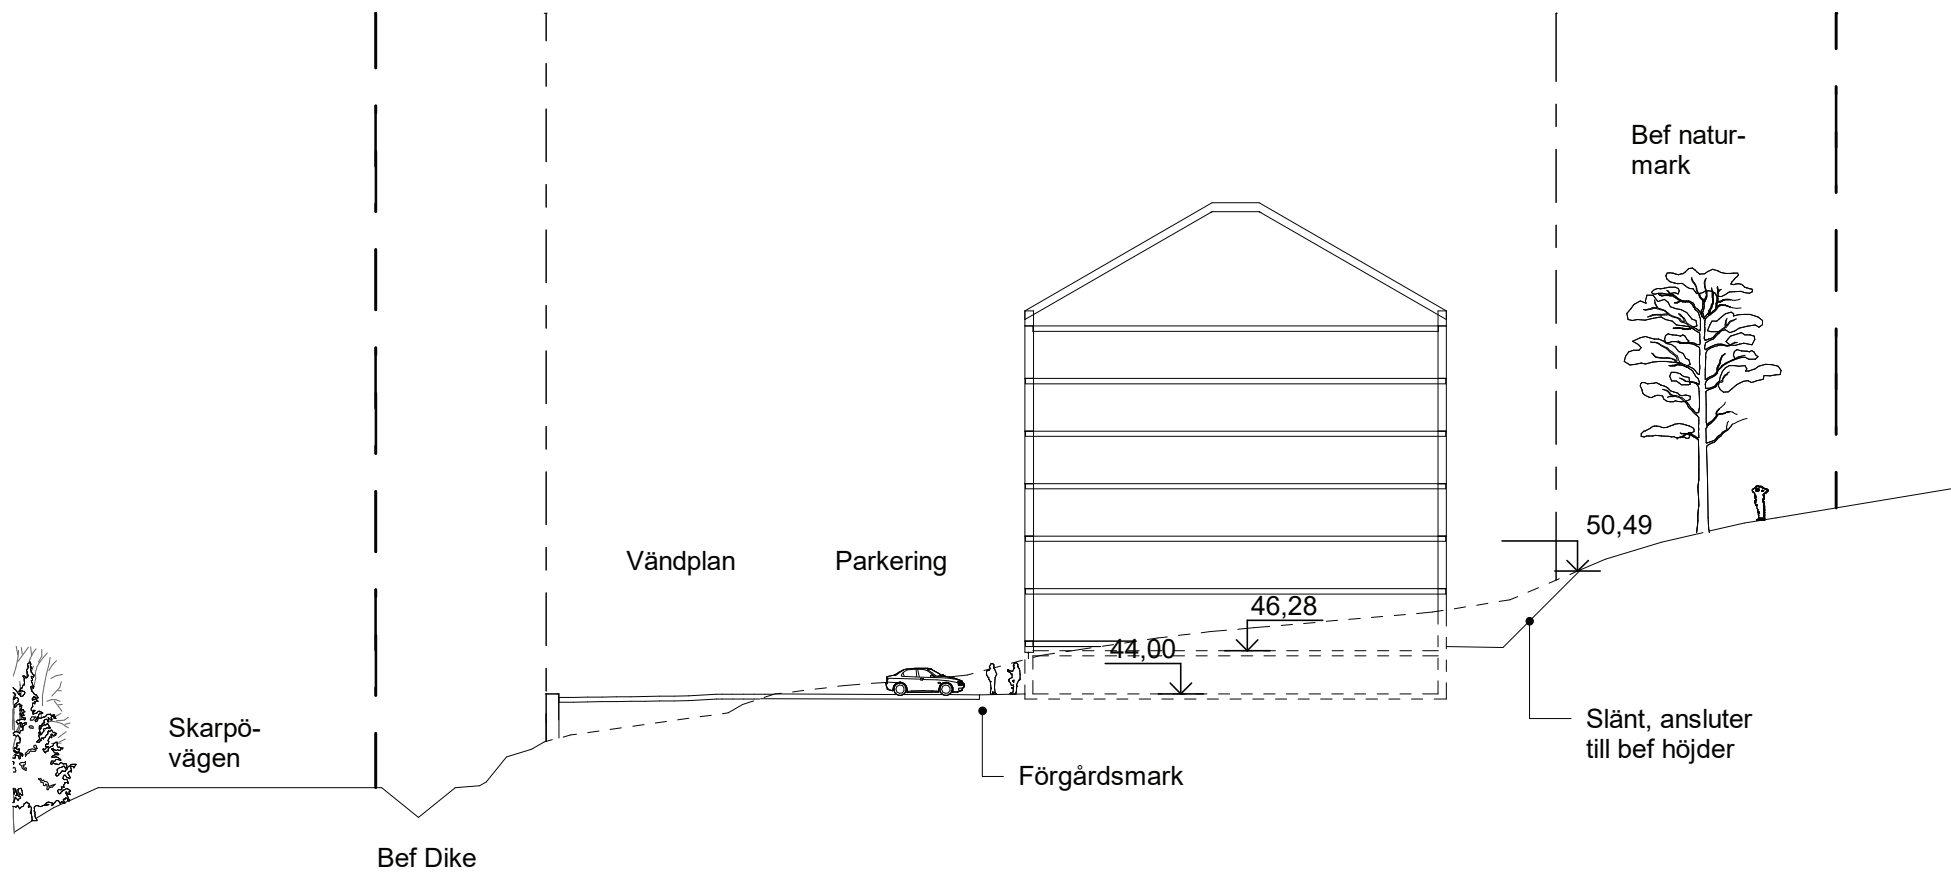 Bef natur-
mark
50,49
Vändplan
Parkering
46,28
44,00
Skarpö-
vägen
Slänt, ansluter
till bef höjder
Förgårdsmark
Bef Dike